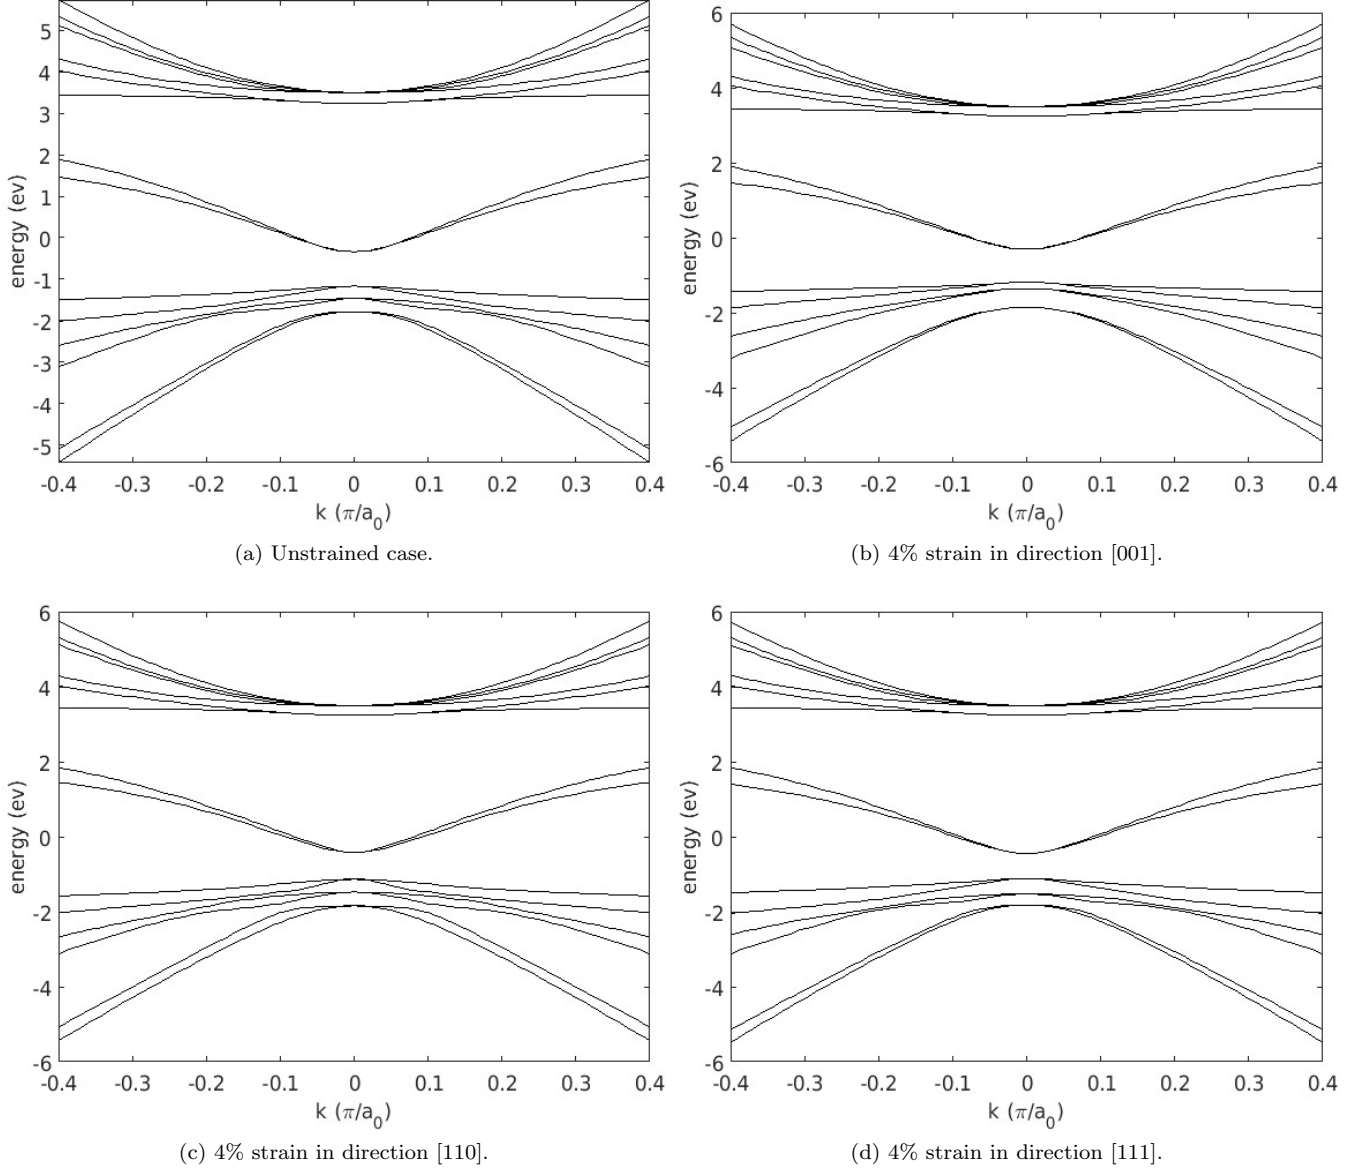 5
4
3
2
1
0
-1
-2
-3
-4
-5
energy (ev)
-0.4 -0.3 -0.2 -0.1 0 0.1 0.2 0.3 0.4
k (π/a₀)
(a) Unstrained case.
6
4
2
0
-2
-4
-6
energy (ev)
-0.4 -0.3 -0.2 -0.1 0 0.1 0.2 0.3 0.4
k (π/a₀)
(b) 4% strain in direction [001].
6
4
2
0
-2
-4
-6
energy (ev)
-0.4 -0.3 -0.2 -0.1 0 0.1 0.2 0.3 0.4
k (π/a₀)
(c) 4% strain in direction [110].
6
4
2
0
-2
-4
-6
energy (ev)
-0.4 -0.3 -0.2 -0.1 0 0.1 0.2 0.3 0.4
k (π/a₀)
(d) 4% strain in direction [111].